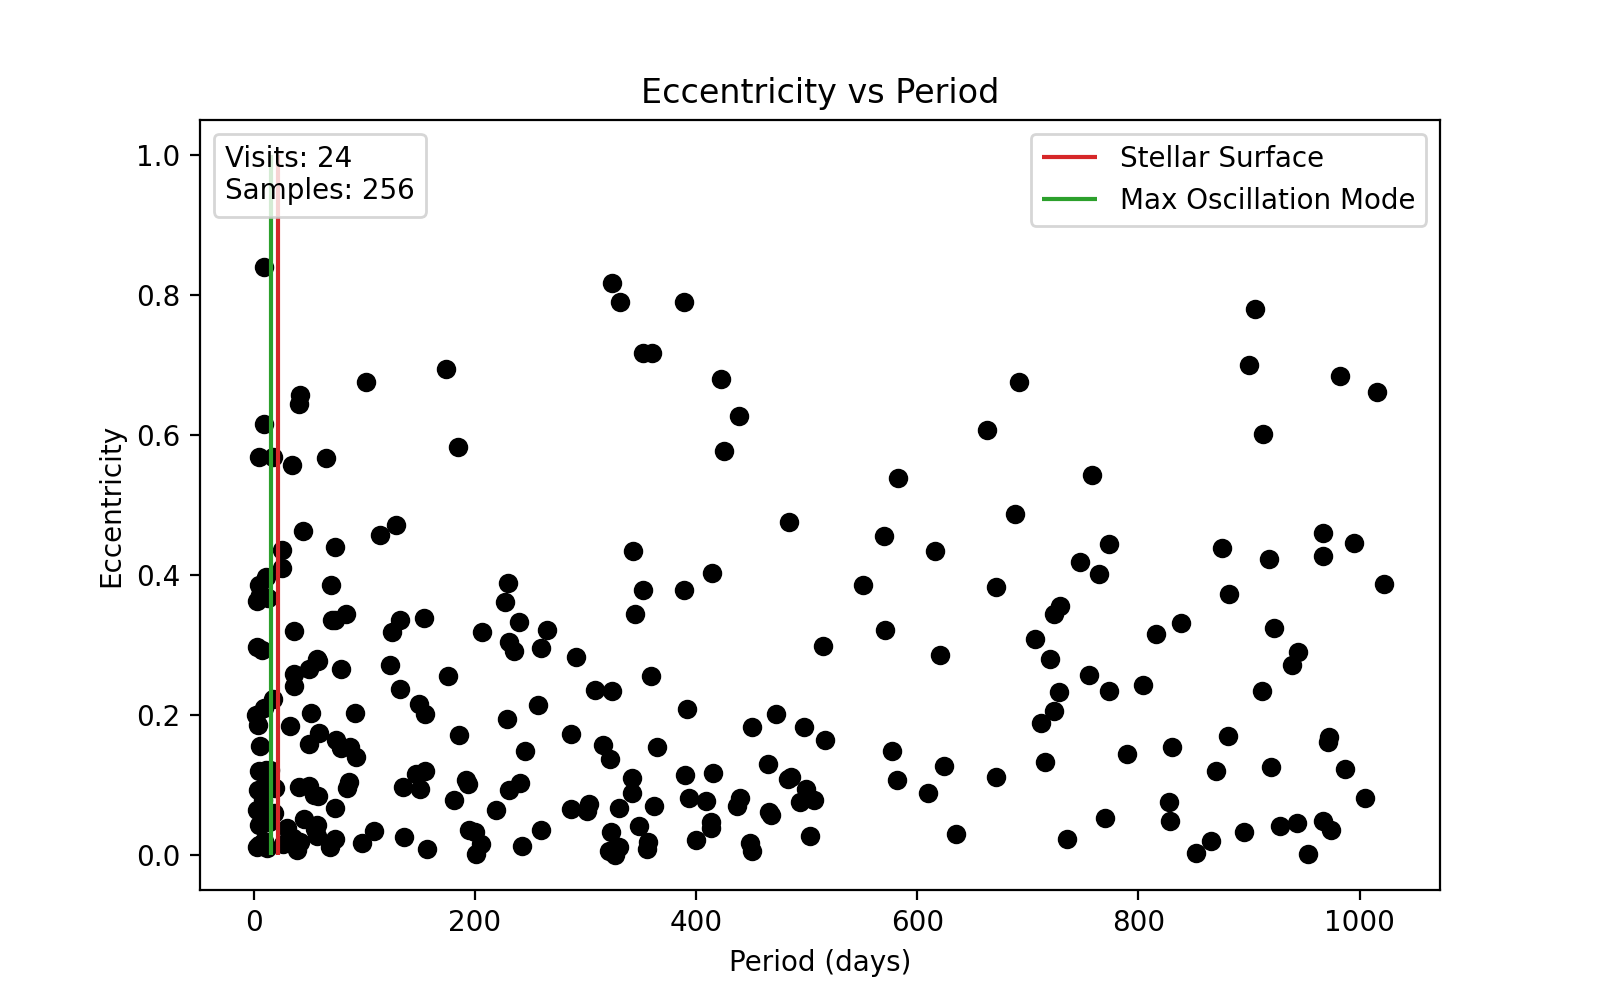 Eccentricity vs Period
Visits: 24
Samples: 256
Stellar Surface
Max Oscillation Mode
1.0
0.8
0.6
0.4
0.2
0.0
Eccentricity
0
200
400
600
800
1000
Period (days)